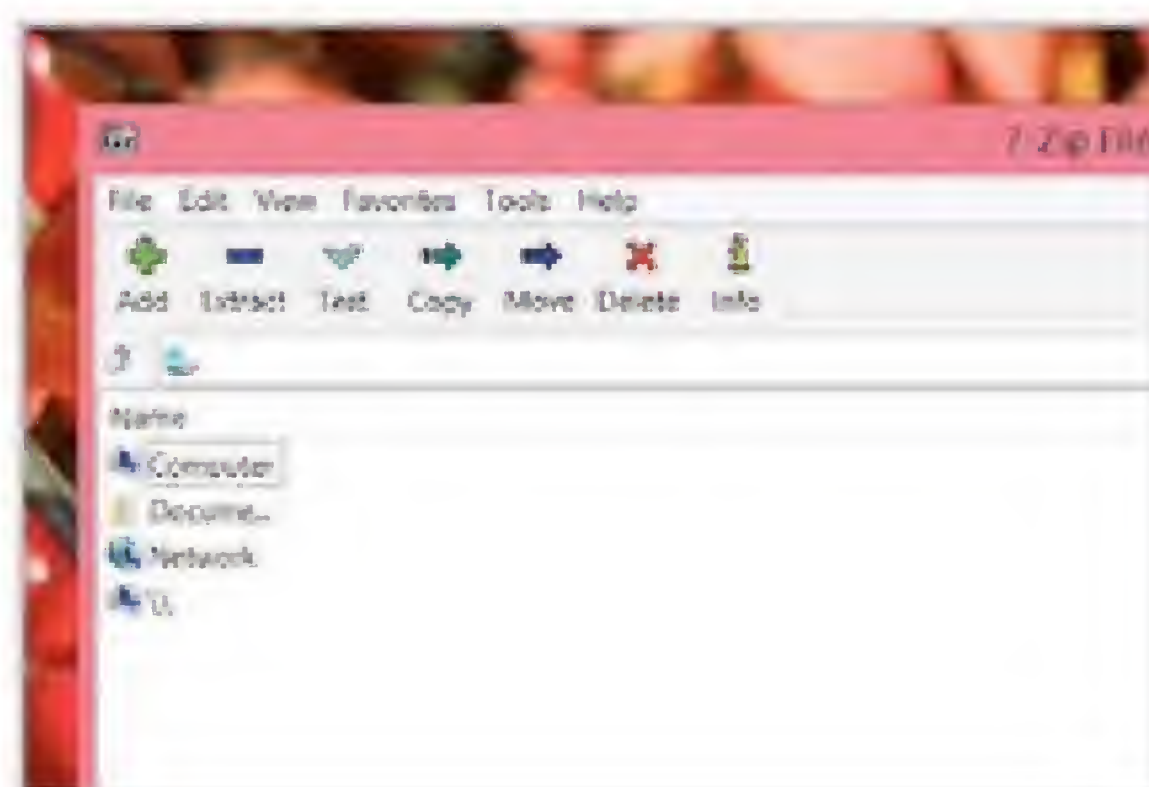 7-Zip File
File Edit View Favorites Tools Help
Add Extract Test Copy Move Delete Info
Name
Computer
Docume...
Network
\\.